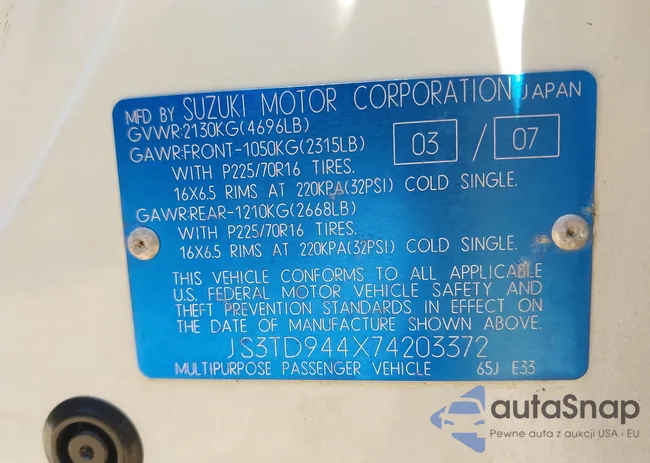 MFD BY SUZUKI MOTOR CORPORATION JAPAN
GVWR:2130KG(4696LB)
GAWR:FRONT-1050KG(2315LB) 03 / 07
WITH P225/70R16 TIRES.
16X6.5 RIMS AT 220KPA(32PSI) COLD SINGLE.
GAWR:REAR-1210KG(2668LB)
WITH P225/70R16 TIRES.
16X6.5 RIMS AT 220KPA(32PSI) COLD SINGLE.
THIS VEHICLE CONFORMS TO ALL APPLICABLE
U.S. FEDERAL MOTOR VEHICLE SAFETY AND
THEFT PREVENTION STANDARDS IN EFFECT ON
THE DATE OF MANUFACTURE SHOWN ABOVE.
JS3TD944X74203372
MULTIPURPOSE PASSENGER VEHICLE 65J E33
autaSnap
Pewne auta z aukcji USA i EU